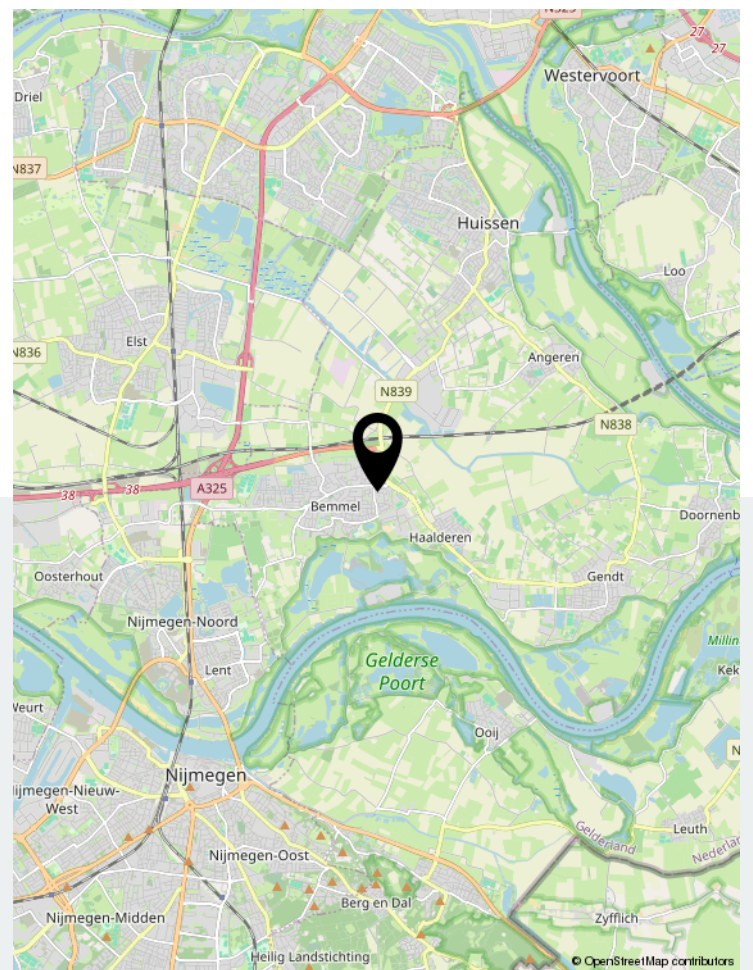 N325
27
27
Westervoort
Driel
N837
Huissen
Loo
Elst
N836
Angeren
N839
N838
38
38
A325
Bemmel
Doornenb
Haalderen
Oosterhout
Gendt
Nijmegen-Noord
Millin
Gelderse
Poort
Lent
Kek
Weurt
Ooij
N
Nijmegen
ijmegen-Nieuw-
West
Gelderland
Leuth
Nederlan
Nijmegen-Oost
Berg en Dal
Nijmegen-Midden
Zyfflich
Heilig Landstichting
© OpenStreetMap contributors